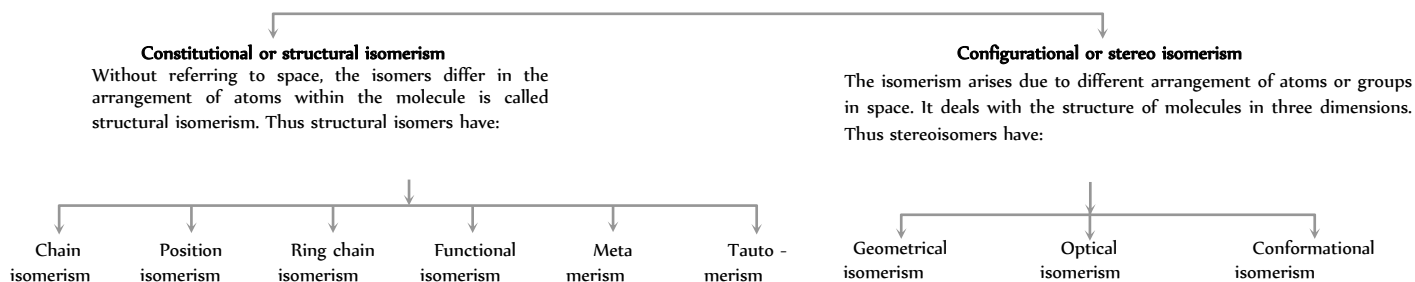 Constitutional or structural isomerism
Without referring to space, the isomers differ in the
arrangement of atoms within the molecule is called
structural isomerism. Thus structural isomers have:
Configurational or stereo isomerism
The isomerism arises due to different arrangement of atoms or groups
in space. It deals with the structure of molecules in three dimensions.
Thus stereoisomers have:
Chain
isomerism
Position
isomerism
Ring chain
isomerism
Functional
isomerism
Meta
merism
Tauto -
merism
Geometrical
isomerism
Optical
isomerism
Conformational
isomerism